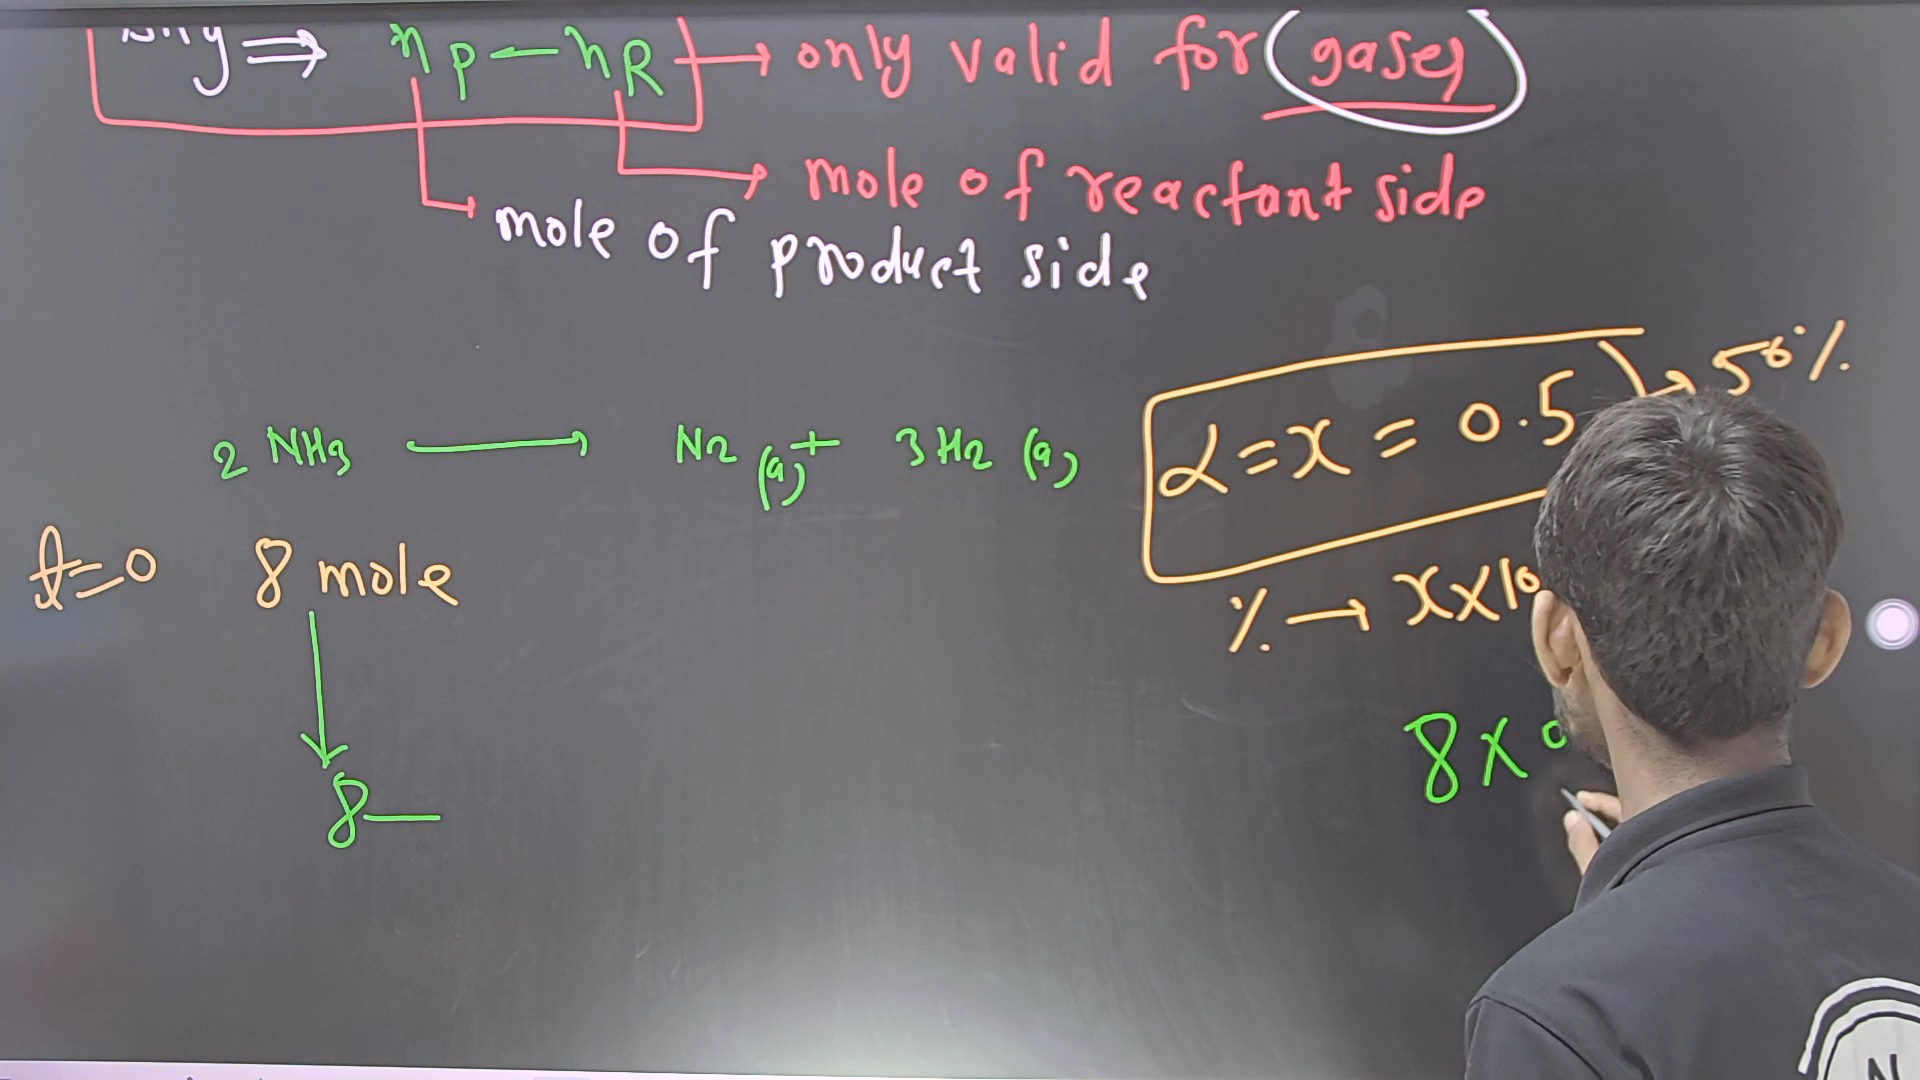 ⇒ nP - nR → only valid for gases
mole of reactant side
mole of product side
α = x = 0.5 → 50%
2 NH3 → N2 (g) + 3H2 (g)
t=0 8 mole
% → x×10
8 ×
8 —
N